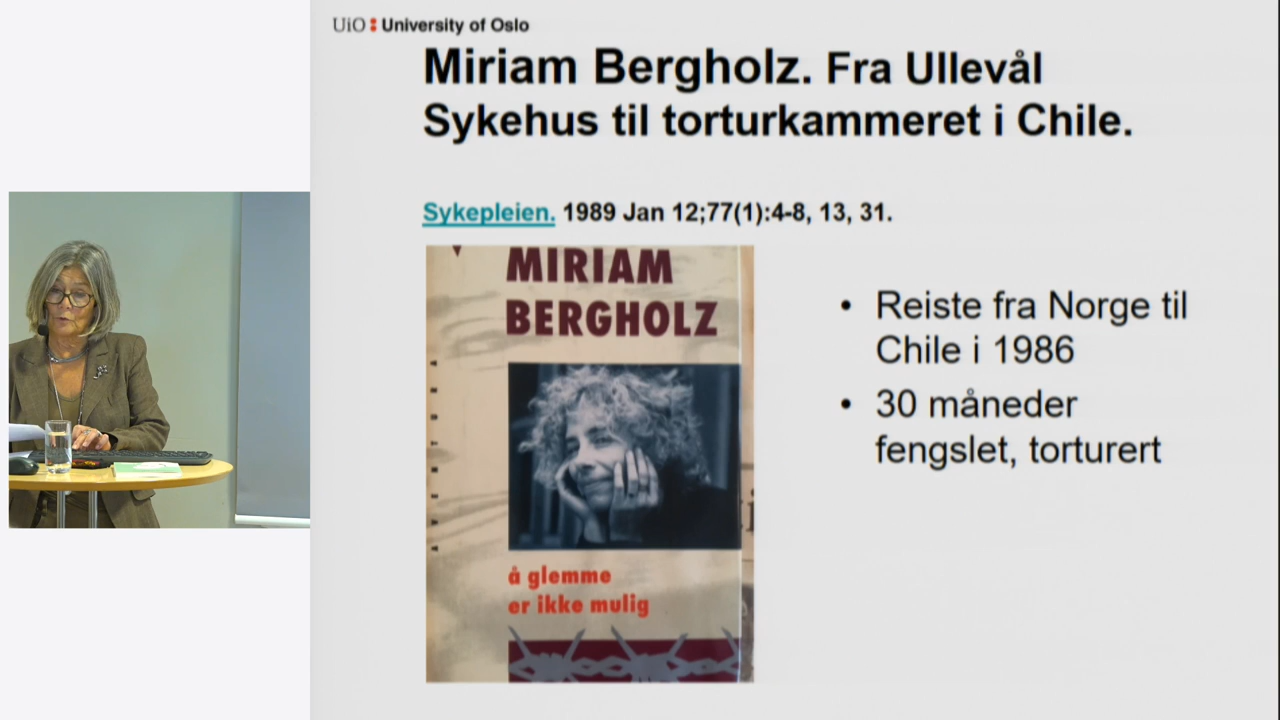 UiO University of Oslo
Miriam Bergholz. Fra Ullevål
Sykehus til torturkammeret i Chile.
Sykepleien. 1989 Jan 12;77(1):4-8, 13, 31.
MIRIAM
BERGHOLZ
å glemme
er ikke mulig
• Reiste fra Norge til
Chile i 1986
• 30 måneder
fengslet, torturert